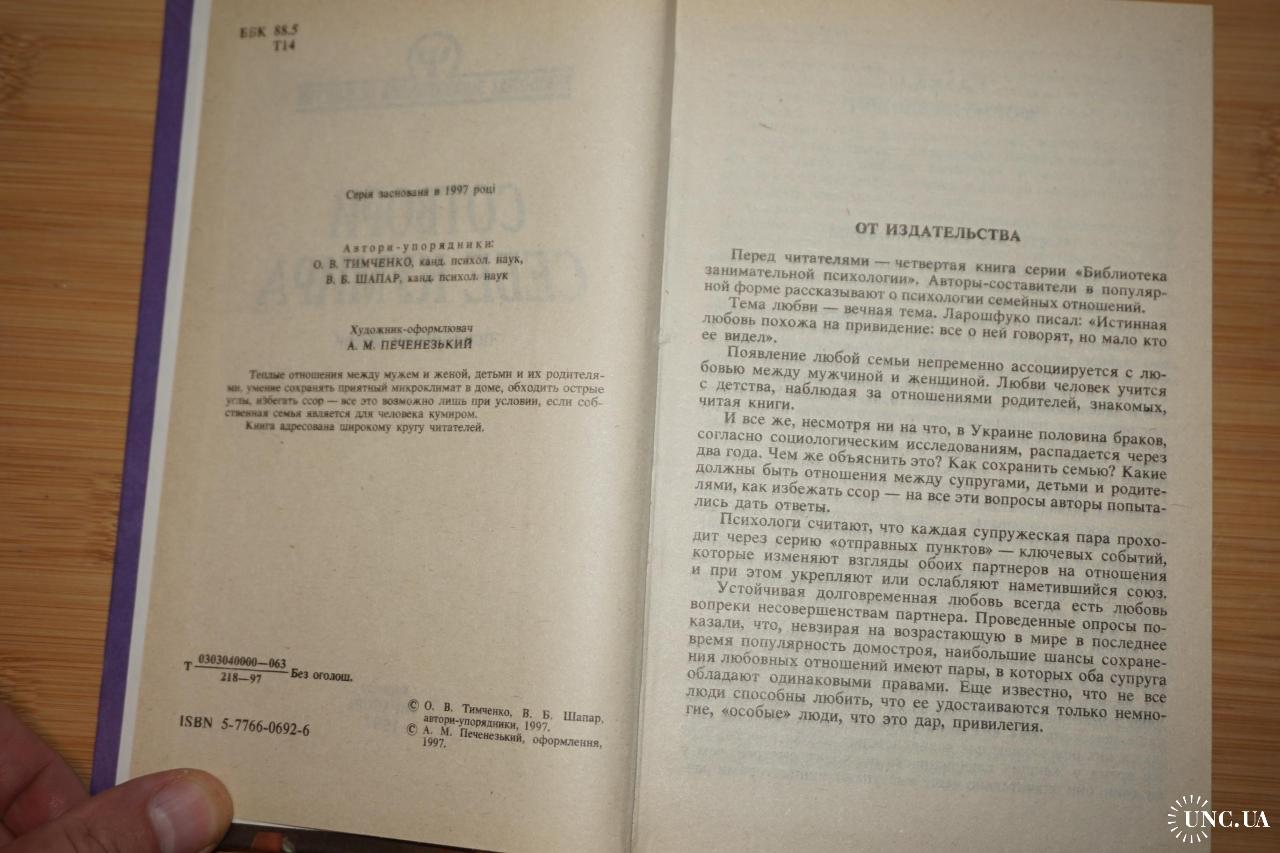 ББК 88.5
Т14
Серія заснована в 1997 році
Автори-упорядники:
О. В. ТИМЧЕНКО, канд. психол. наук,
В. Б. ШАПАР, канд. психол. наук
Художник-оформлювач
А. М. ПЕЧЕНЕЗЬКИЙ
Теплые отношения между мужем и женой, детьми и их родителя-
ми, умение сохранять приятный микроклимат в доме, обходить острые
углы, избегать ссор — все это возможно лишь при условии, если соб-
ственная семья является для человека кумиром.
Книга адресована широкому кругу читателей.
Т 0303040000—063
218—97
Без оголош.
ISBN 5-7766-0692-6
© О. В. Тимченко, В. Б. Шапар,
автори-упорядники, 1997.
© А. М. Печенезький, оформлення,
1997.
ОТ ИЗДАТЕЛЬСТВА
Перед читателями — четвертая книга серии «Библиотека
занимательной психологии». Авторы-составители в популяр-
ной форме рассказывают о психологии семейных отношений.
Тема любви — вечная тема. Ларошфуко писал: «Истинная
любовь похожа на привидение: все о ней говорят, но мало кто
ее видел».
Появление любой семьи непременно ассоциируется с лю-
бовью между мужчиной и женщиной. Любви человек учится
с детства, наблюдая за отношениями родителей, знакомых,
читая книги.
И все же, несмотря ни на что, в Украине половина браков,
согласно социологическим исследованиям, распадается через
два года. Чем же объяснить это? Как сохранить семью? Какие
должны быть отношения между супругами, детьми и родите-
лями, как избежать ссор — на все эти вопросы авторы попыта-
лись дать ответы.
Психологи считают, что каждая супружеская пара прохо-
дит через серию «отправных пунктов» — ключевых событий,
которые изменяют взгляды обоих партнеров на отношения
и при этом укрепляют или ослабляют наметившийся союз.
Устойчивая долговременная любовь всегда есть любовь
вопреки несовершенствам партнера. Проведенные опросы по-
казали, что, невзирая на возрастающую в мире в последнее
время популярность домостроя, наибольшие шансы сохране-
ния любовных отношений имеют пары, в которых оба супруга
обладают одинаковыми правами. Еще известно, что не все
люди способны любить, что ее удостаиваются только немно-
гие, «особые» люди, что это дар, привилегия.
UNC.UA